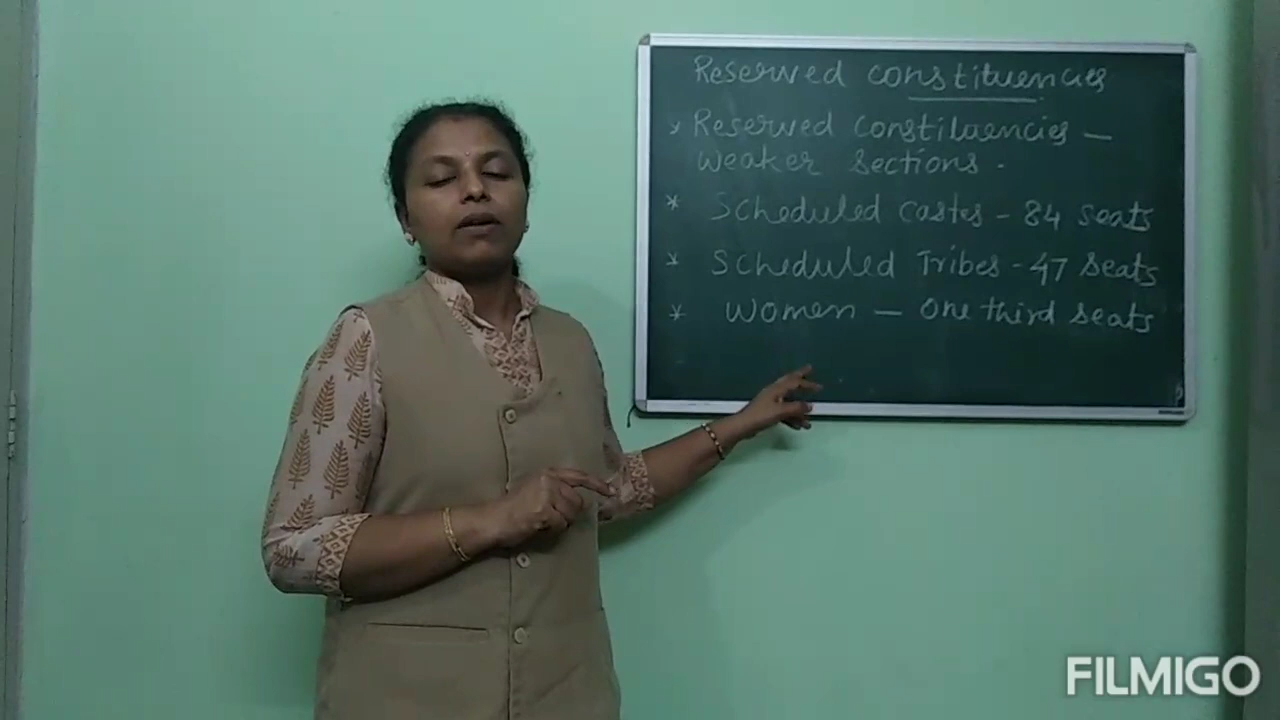 Reserved constituencies
* Reserved Constituencies —
weaker sections.
* Scheduled Castes - 84 seats
* Scheduled Tribes - 47 seats
* Women — One third seats
FILMIGO